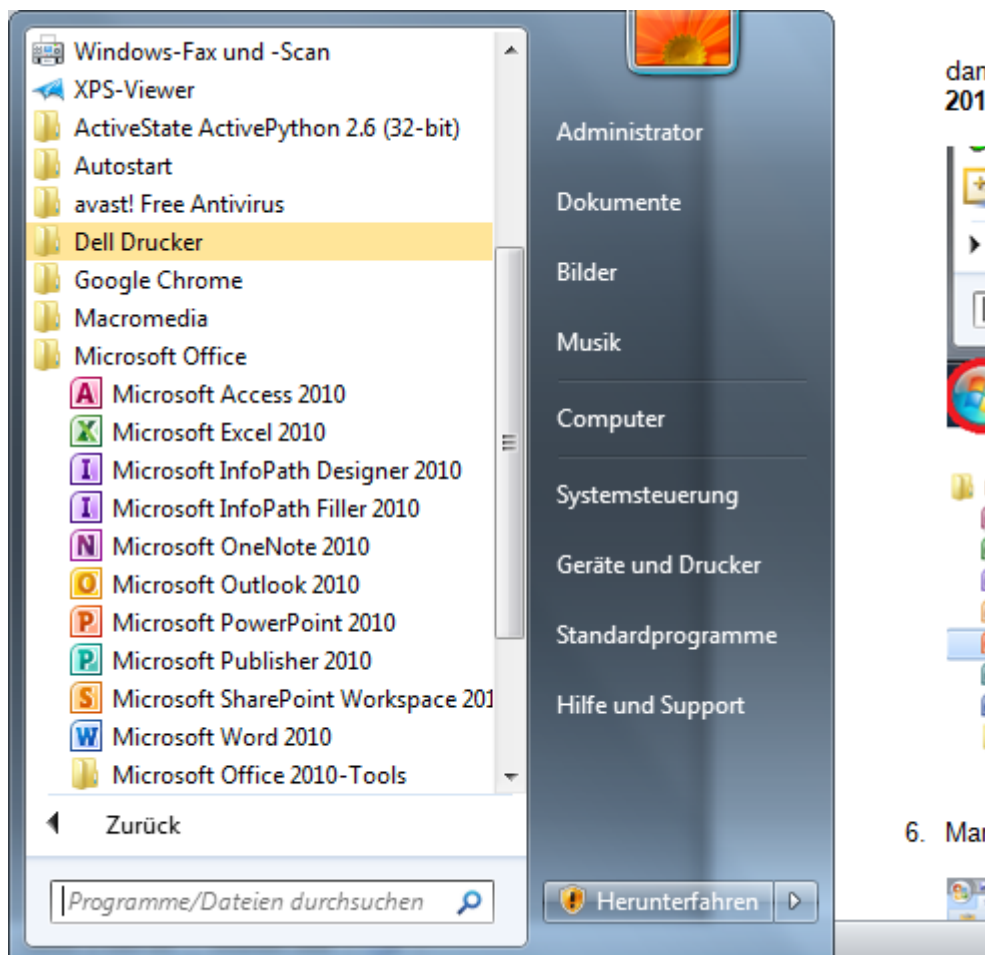 Windows-Fax und -Scan
XPS-Viewer
ActiveState ActivePython 2.6 (32-bit)
Autostart
avast! Free Antivirus
Dell Drucker
Google Chrome
Macromedia
Microsoft Office
Microsoft Access 2010
Microsoft Excel 2010
Microsoft InfoPath Designer 2010
Microsoft InfoPath Filler 2010
Microsoft OneNote 2010
Microsoft Outlook 2010
Microsoft PowerPoint 2010
Microsoft Publisher 2010
Microsoft SharePoint Workspace 201
Microsoft Word 2010
Microsoft Office 2010-Tools
Zurück
Programme/Dateien durchsuchen
Administrator
Dokumente
Bilder
Musik
Computer
Systemsteuerung
Geräte und Drucker
Standardprogramme
Hilfe und Support
Herunterfahren
201
6.